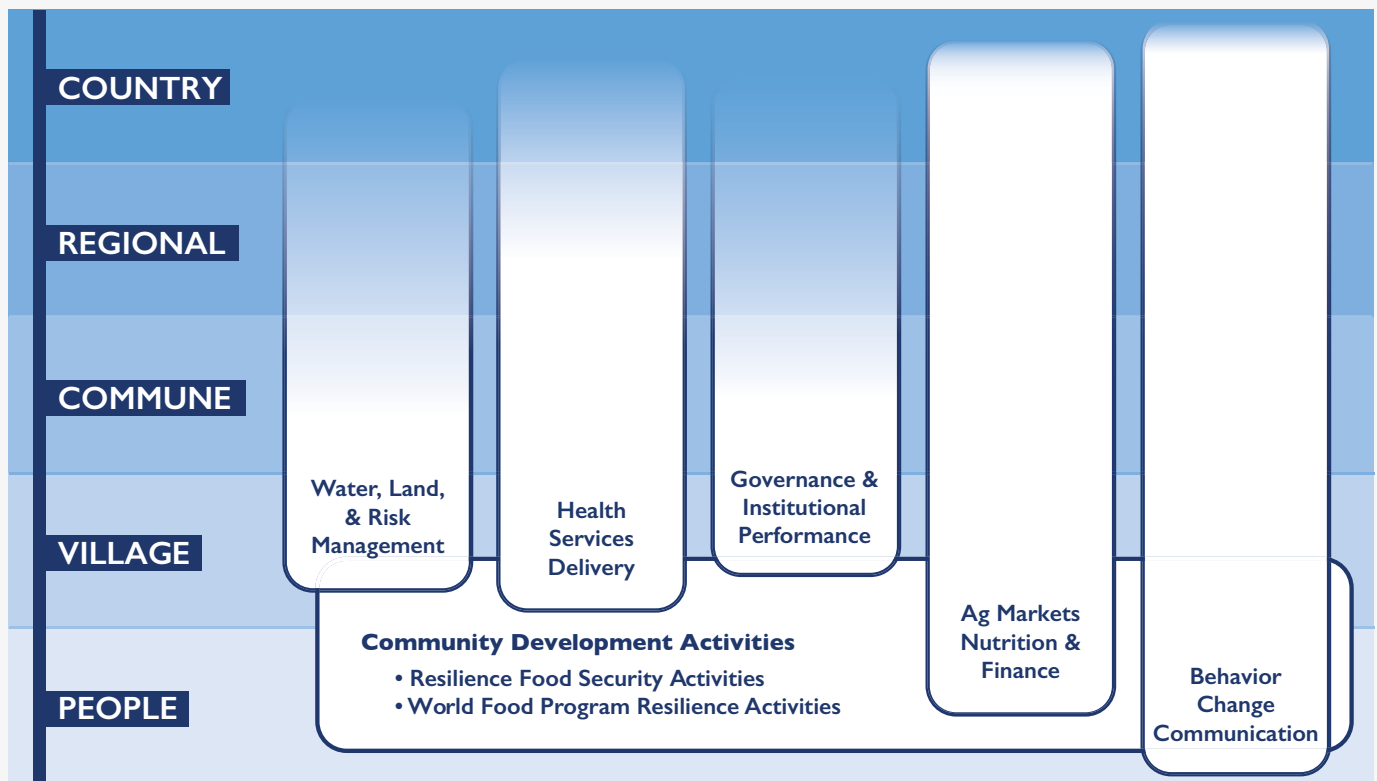 COUNTRY
REGIONAL
COMMUNE
VILLAGE
PEOPLE
Water, Land,
& Risk
Management
Health
Services
Delivery
Governance &
Institutional
Performance
Ag Markets
Nutrition &
Finance
Behavior
Change
Communication
Community Development Activities
• Resilience Food Security Activities
• World Food Program Resilience Activities